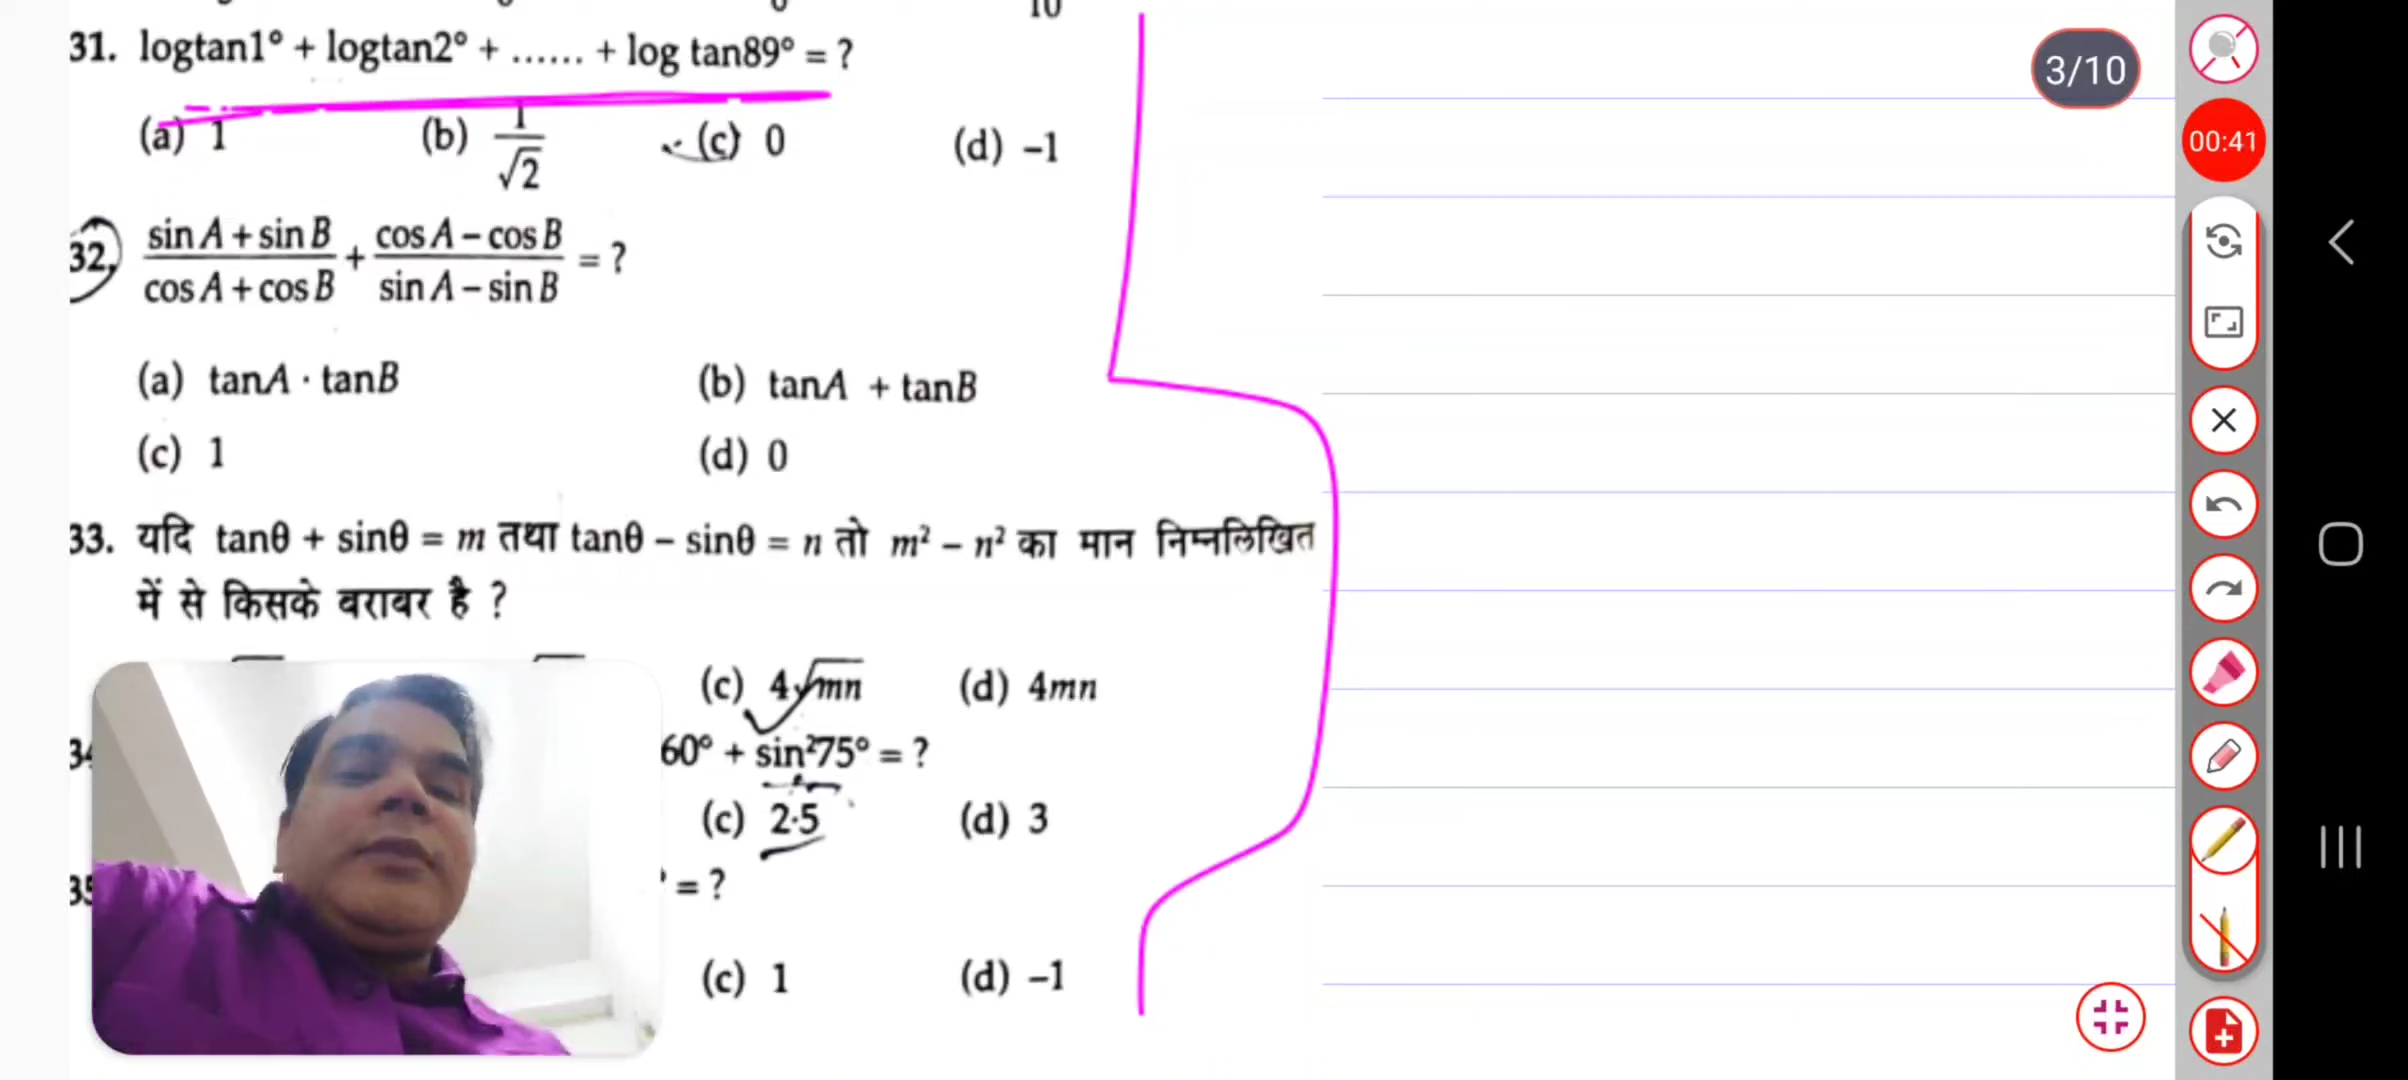 10
31. logtan1° + logtan2° + ...... + log tan89° = ?
(a) 1 (b) 1/√2 (c) 0 (d) –1
32. (sin A + sin B)/(cos A + cos B) + (cos A – cos B)/(sin A – sin B) = ?
(a) tanA · tanB (b) tanA + tanB
(c) 1 (d) 0
33. यदि tanθ + sinθ = m तथा tanθ – sinθ = n तो m² – n² का मान निम्नलिखित
में से किसके बराबर है ?
(c) 4√mn (d) 4mn
60° + sin²75° = ?
(c) 2·5 (d) 3
= ?
(c) 1 (d) –1
3/10
00:41